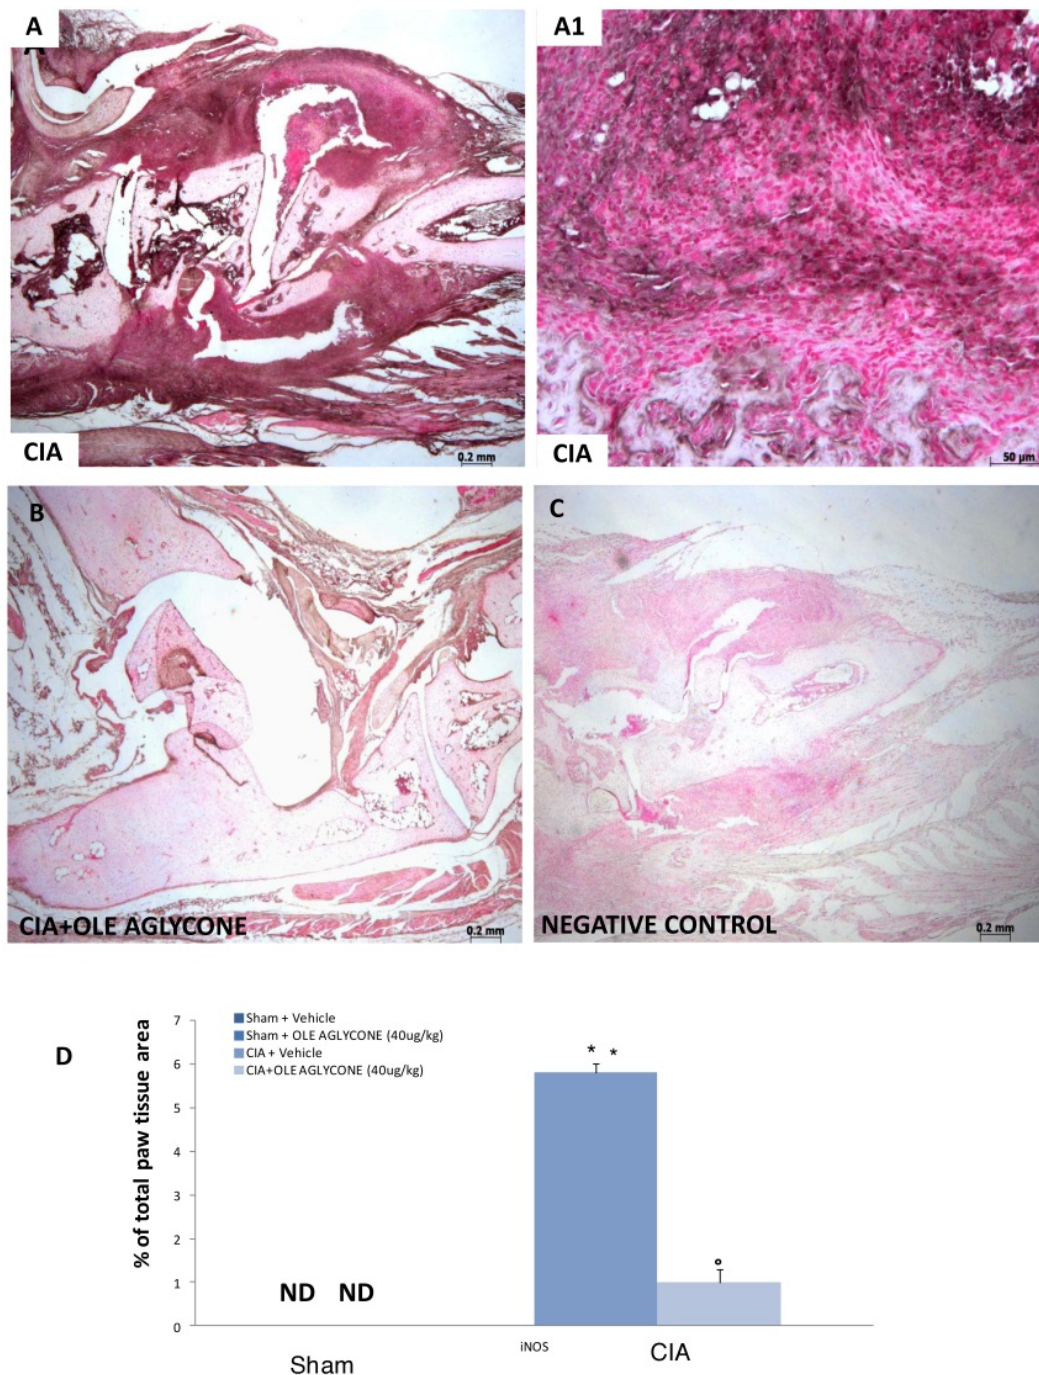 A
A1
CIA
0.2 mm
CIA
50 µm
B
C
CIA+OLE AGLYCONE
0.2 mm
NEGATIVE CONTROL
0.2 mm
D
Sham + Vehicle
Sham + OLE AGLYCONE (40ug/kg)
CIA + Vehicle
CIA+OLE AGLYCONE (40ug/kg)
% of total paw tissue area
7
6
5
4
3
2
1
0
* *
°
ND ND
iNOS
Sham
CIA